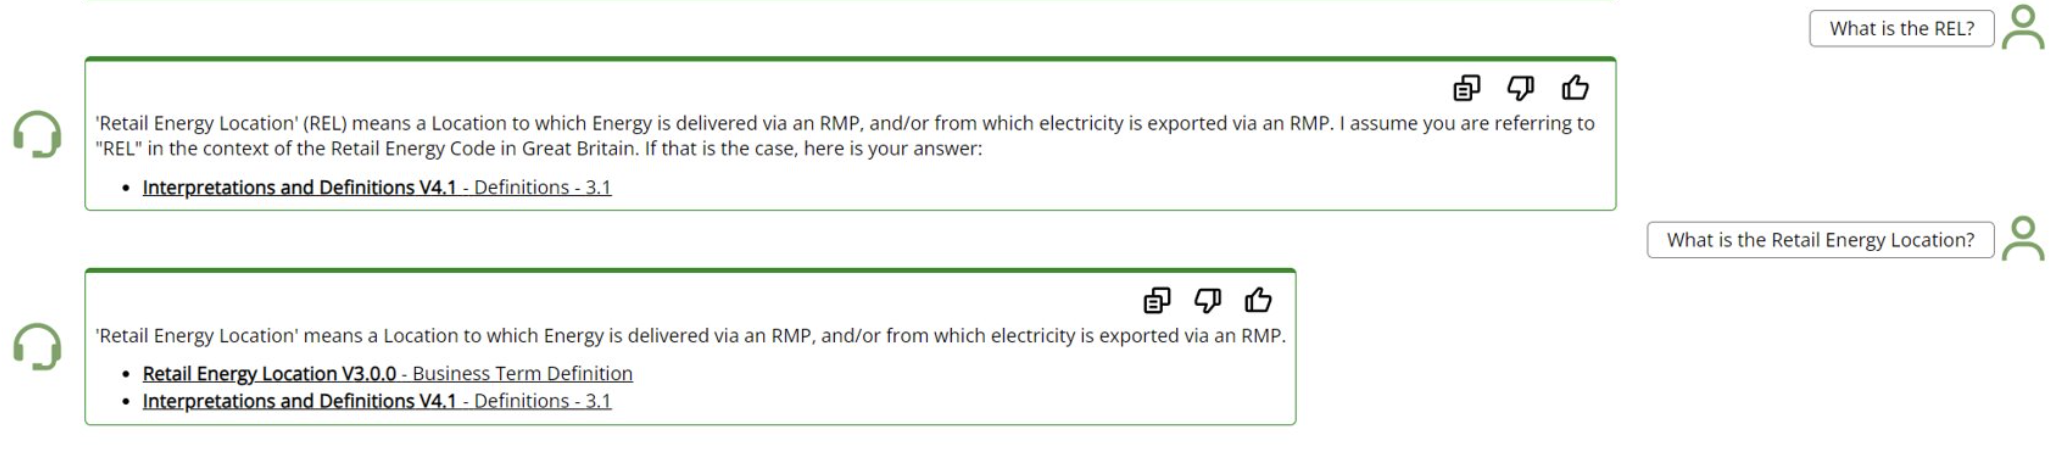 What is the REL?
'Retail Energy Location' (REL) means a Location to which Energy is delivered via an RMP, and/or from which electricity is exported via an RMP. I assume you are referring to
"REL" in the context of the Retail Energy Code in Great Britain. If that is the case, here is your answer:
• Interpretations and Definitions V4.1 - Definitions - 3.1
What is the Retail Energy Location?
'Retail Energy Location' means a Location to which Energy is delivered via an RMP, and/or from which electricity is exported via an RMP.
• Retail Energy Location V3.0.0 - Business Term Definition
• Interpretations and Definitions V4.1 - Definitions - 3.1